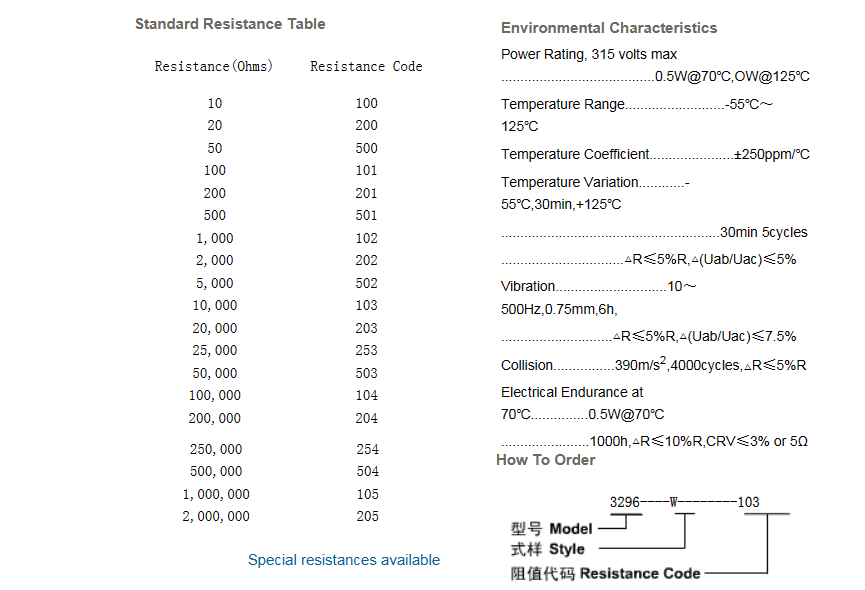 Standard Resistance Table
Resistance(Ohms) Resistance Code
10 100
20 200
50 500
100 101
200 201
500 501
1,000 102
2,000 202
5,000 502
10,000 103
20,000 203
25,000 253
50,000 503
100,000 104
200,000 204
250,000 254
500,000 504
1,000,000 105
2,000,000 205
Special resistances available
Environmental Characteristics
Power Rating, 315 volts max
........................................0.5W@70℃,OW@125℃
Temperature Range..........................-55℃～
125℃
Temperature Coefficient......................±250ppm/℃
Temperature Variation............-
55℃,30min,+125℃
.........................................................30min 5cycles
................................△R≤5%R,△(Uab/Uac)≤5%
Vibration.............................10～
500Hz,0.75mm,6h,
.............................△R≤5%R,△(Uab/Uac)≤7.5%
Collision................390m/s²,4000cycles,△R≤5%R
Electrical Endurance at
70℃...............0.5W@70℃
.......................1000h,△R≤10%R,CRV≤3% or 5Ω
How To Order
3296----W--------103
型号 Model
式样 Style
阻值代码 Resistance Code